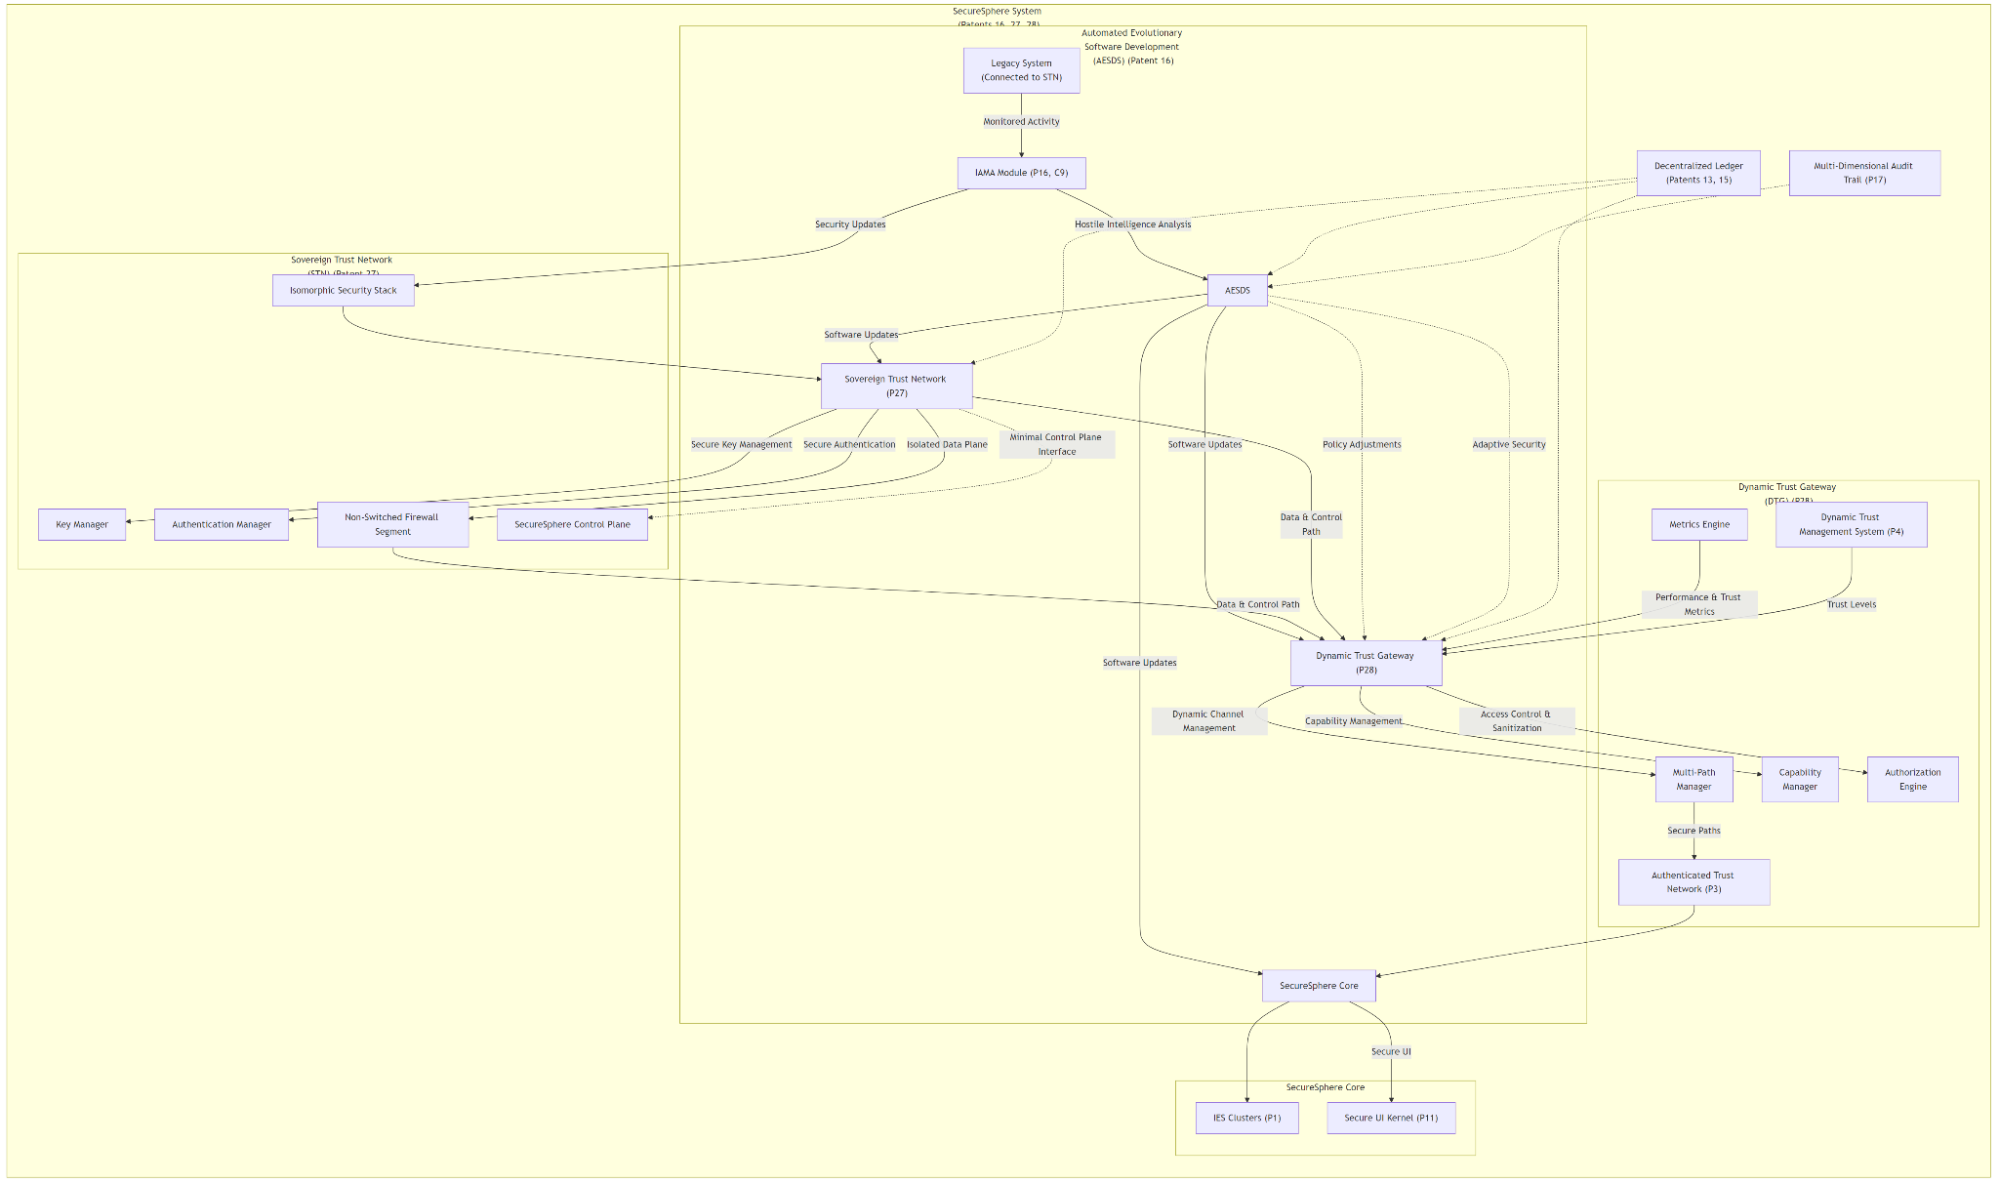 SecureSphere System
(Patents 16, 27, 28)
Automated Evolutionary
Software Development
(AESDS) (Patent 16)
Legacy System
(Connected to STN)
Monitored Activity
IAMA Module (P16, C9)
Decentralized Ledger
(Patents 13, 15)
Multi-Dimensional Audit
Trail (P17)
Security Updates
Hostile Intelligence Analysis
Sovereign Trust Network
(STN) (Patent 27)
Isomorphic Security Stack
AESDS
Software Updates
Sovereign Trust Network
(P27)
Secure Key Management
Secure Authentication
Isolated Data Plane
Minimal Control Plane
Interface
Software Updates
Policy Adjustments
Adaptive Security
Key Manager
Authentication Manager
Non-Switched Firewall
Segment
SecureSphere Control Plane
Data & Control
Path
Dynamic Trust Gateway
(DTG) (P28)
Metrics Engine
Dynamic Trust
Management System (P4)
Data & Control Path
Performance & Trust
Metrics
Trust Levels
Software Updates
Dynamic Trust Gateway
(P28)
Dynamic Channel
Management
Capability Management
Access Control &
Sanitization
Multi-Path
Manager
Capability
Manager
Authorization
Engine
Secure Paths
Authenticated Trust
Network (P3)
SecureSphere Core
Secure UI
SecureSphere Core
IES Clusters (P1)
Secure UI Kernel (P11)